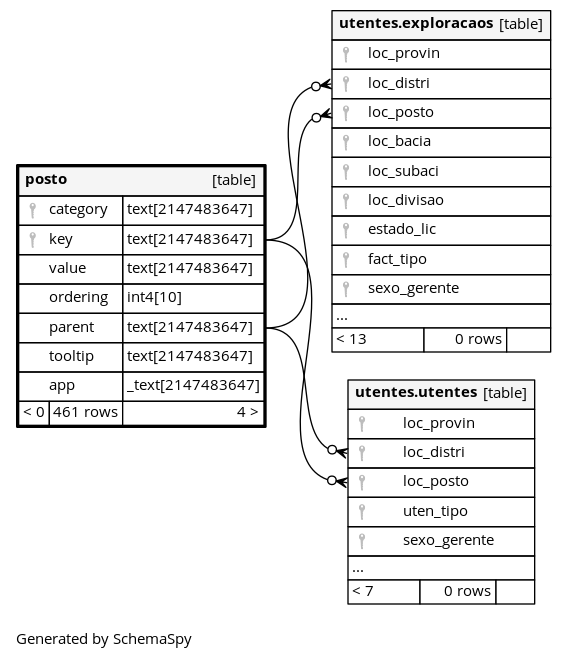 utentes.exploracaos [table]
loc_provin
loc_distri
loc_posto
loc_bacia
loc_subaci
loc_divisao
estado_lic
fact_tipo
sexo_gerente
...
< 13 0 rows
posto [table]
category text[2147483647]
key text[2147483647]
value text[2147483647]
ordering int4[10]
parent text[2147483647]
tooltip text[2147483647]
app _text[2147483647]
< 0 461 rows 4 >
utentes.utentes [table]
loc_provin
loc_distri
loc_posto
uten_tipo
sexo_gerente
...
< 7 0 rows
Generated by SchemaSpy